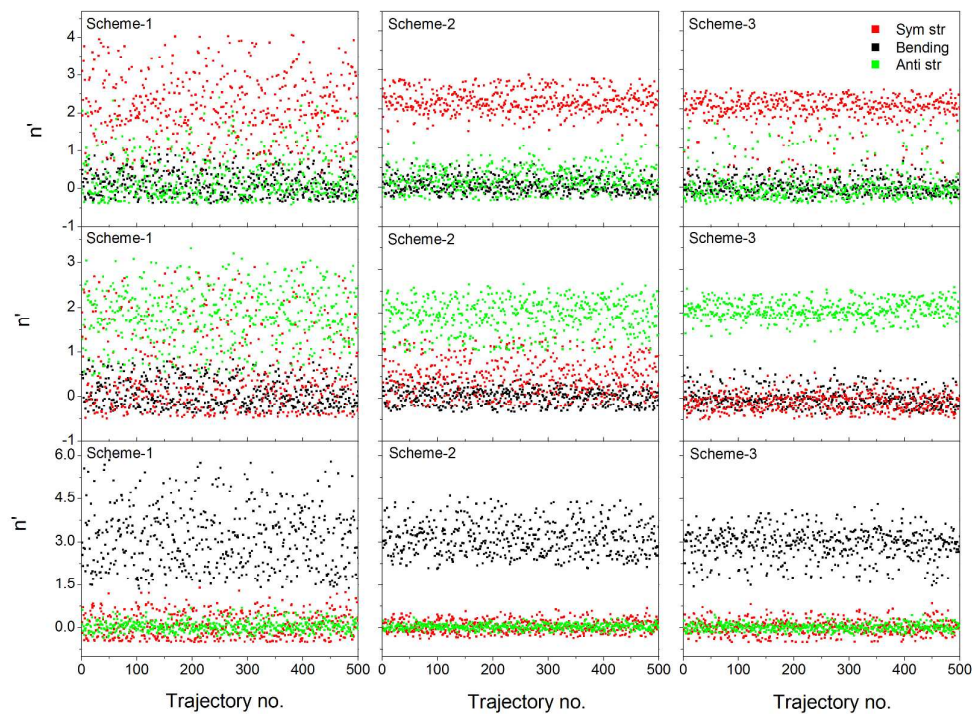 Scheme-1
Scheme-2
Scheme-3
Sym str
Bending
Anti str
4
3
2
1
0
-1
n'
Scheme-1
Scheme-2
Scheme-3
3
2
1
0
-1
n'
Scheme-1
Scheme-2
Scheme-3
6.0
4.5
3.0
1.5
0.0
n'
0 100 200 300 400 500
0 100 200 300 400 500
0 100 200 300 400 500
Trajectory no.
Trajectory no.
Trajectory no.